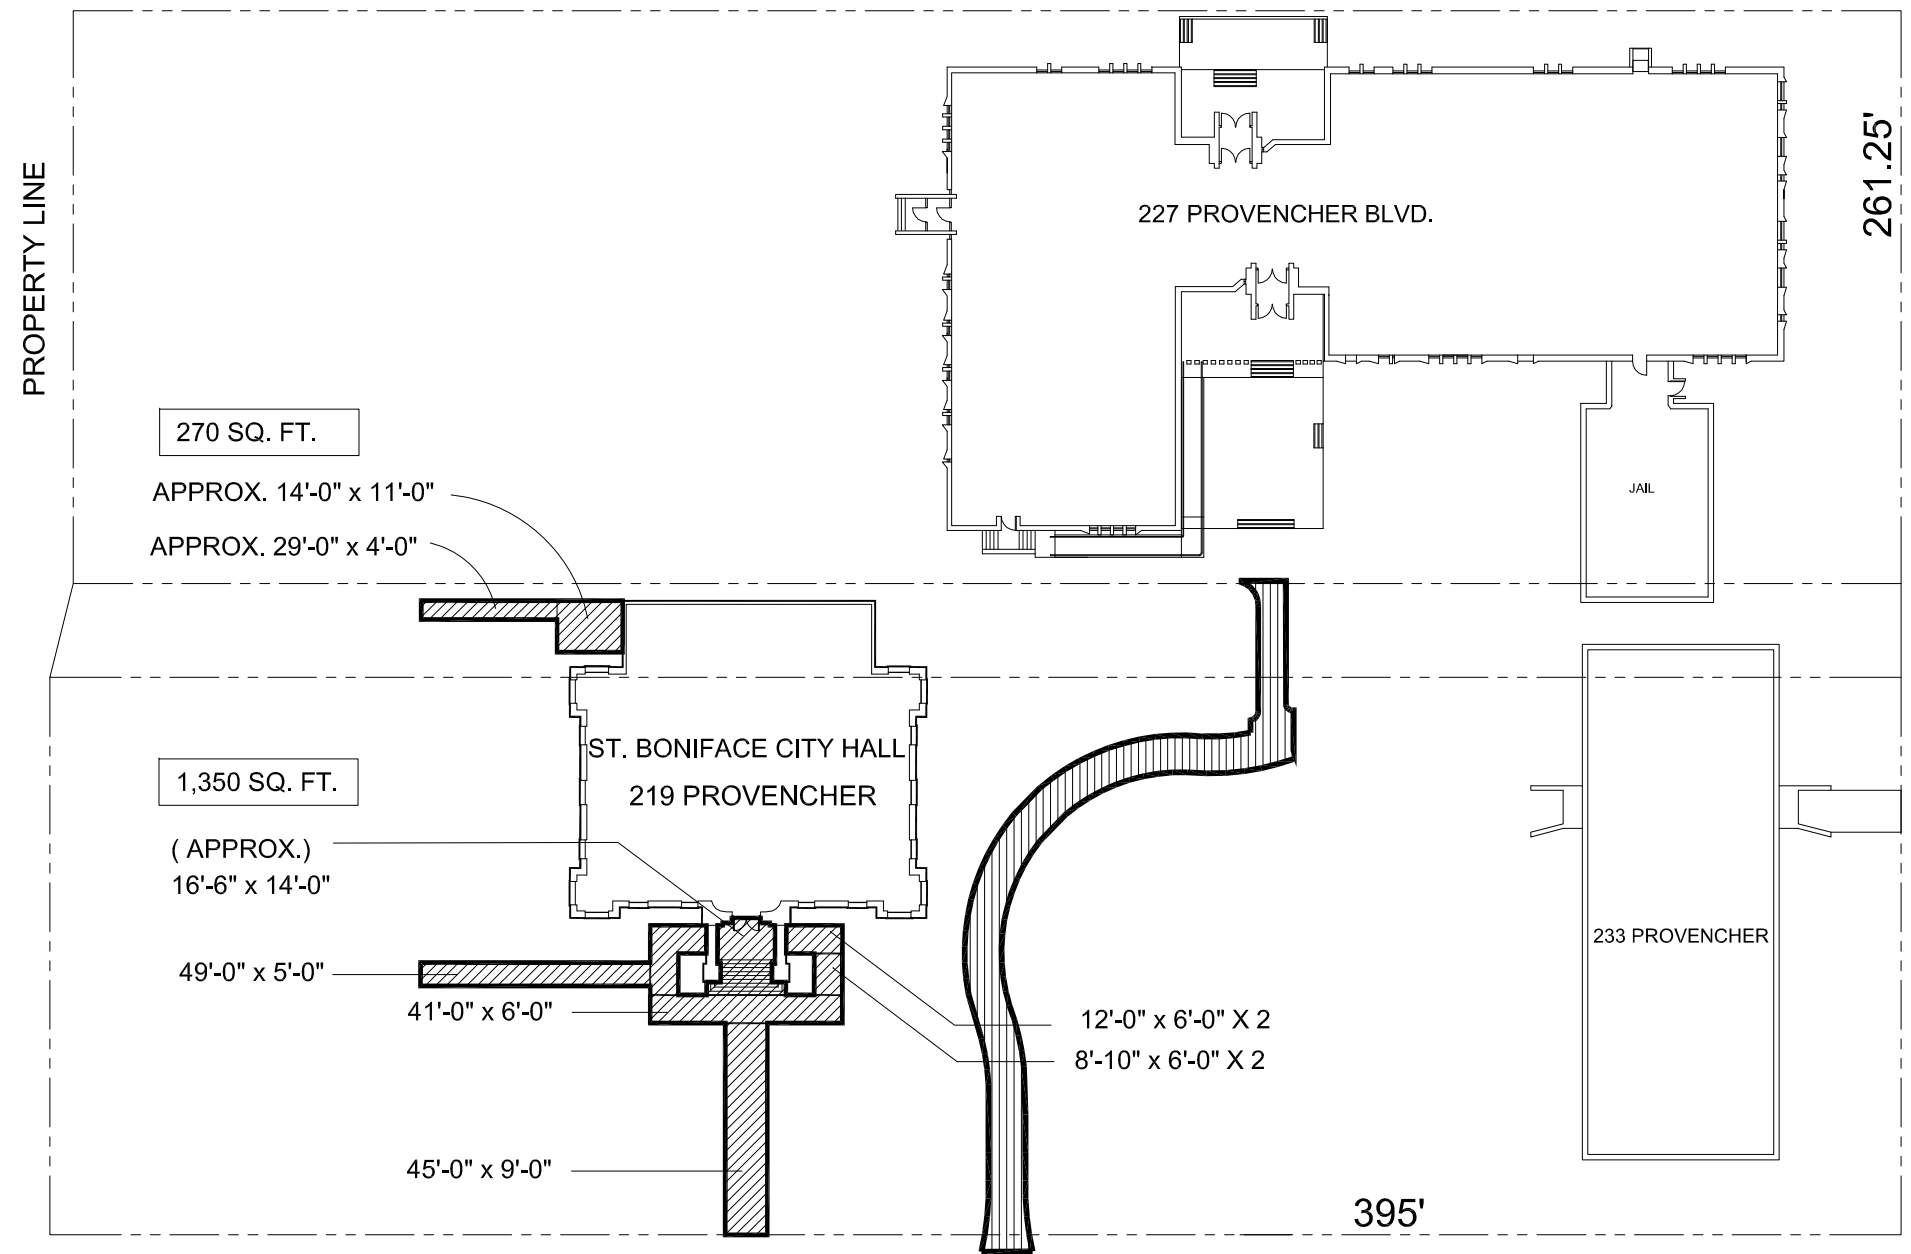 PROPERTY LINE
261.25'
227 PROVENCHER BLVD.
270 SQ. FT.
APPROX. 14'-0" x 11'-0"
APPROX. 29'-0" x 4'-0"
JAIL
ST. BONIFACE CITY HALL
219 PROVENCHER
1,350 SQ. FT.
( APPROX.)
16'-6" x 14'-0"
233 PROVENCHER
49'-0" x 5'-0"
41'-0" x 6'-0"
12'-0" x 6'-0" X 2
8'-10" x 6'-0" X 2
45'-0" x 9'-0"
395'